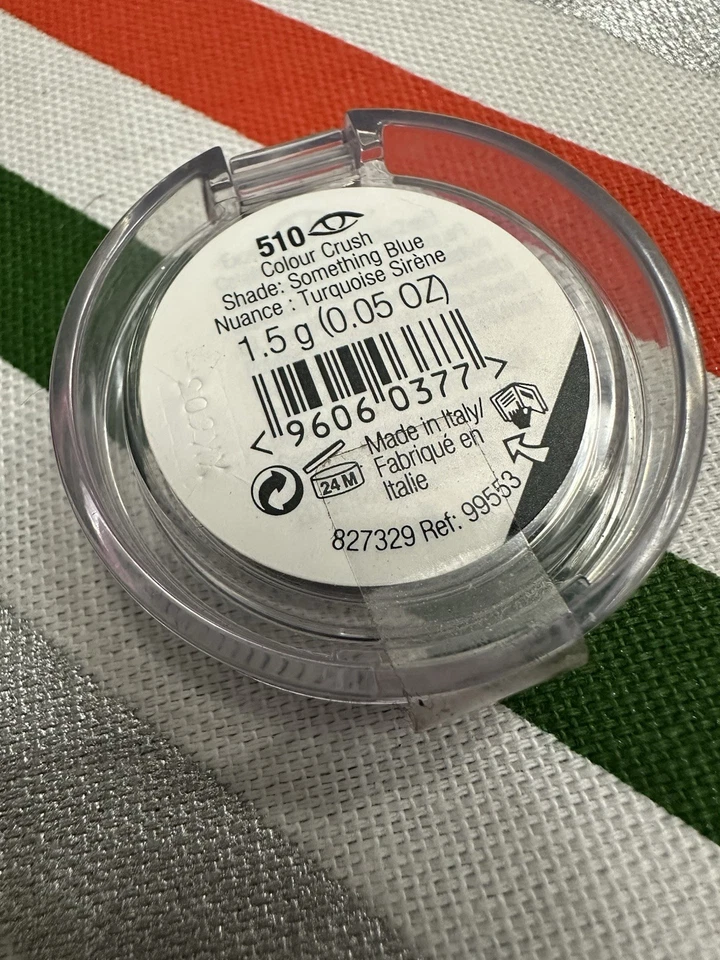 510
Colour Crush
Shade: Something Blue
Nuance : Turquoise Sirène
1.5 g (0.05 OZ)
<9606 0377>
24 M
Made in Italy/
Fabriqué en
Italie
827329 Ref: 99553